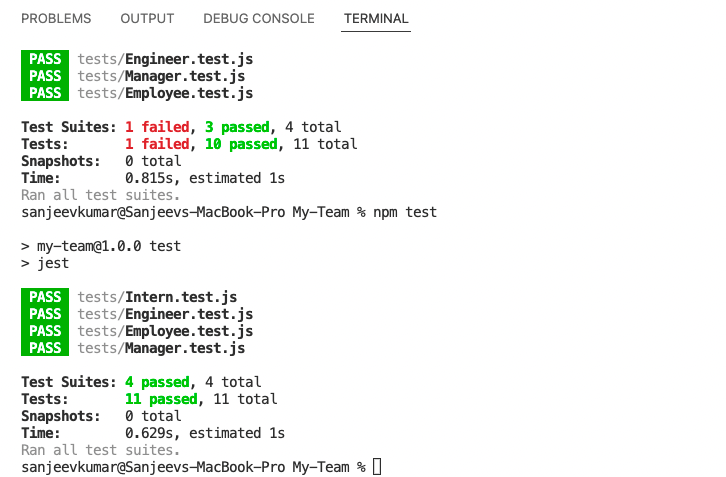 PROBLEMS OUTPUT DEBUG CONSOLE TERMINAL
PASS tests/Engineer.test.js
PASS tests/Manager.test.js
PASS tests/Employee.test.js
Test Suites: 1 failed, 3 passed, 4 total
Tests: 1 failed, 10 passed, 11 total
Snapshots: 0 total
Time: 0.815s, estimated 1s
Ran all test suites.
sanjeevkumar@Sanjeevs-MacBook-Pro My-Team % npm test
> my-team@1.0.0 test
> jest
PASS tests/Intern.test.js
PASS tests/Engineer.test.js
PASS tests/Employee.test.js
PASS tests/Manager.test.js
Test Suites: 4 passed, 4 total
Tests: 11 passed, 11 total
Snapshots: 0 total
Time: 0.629s, estimated 1s
Ran all test suites.
sanjeevkumar@Sanjeevs-MacBook-Pro My-Team %